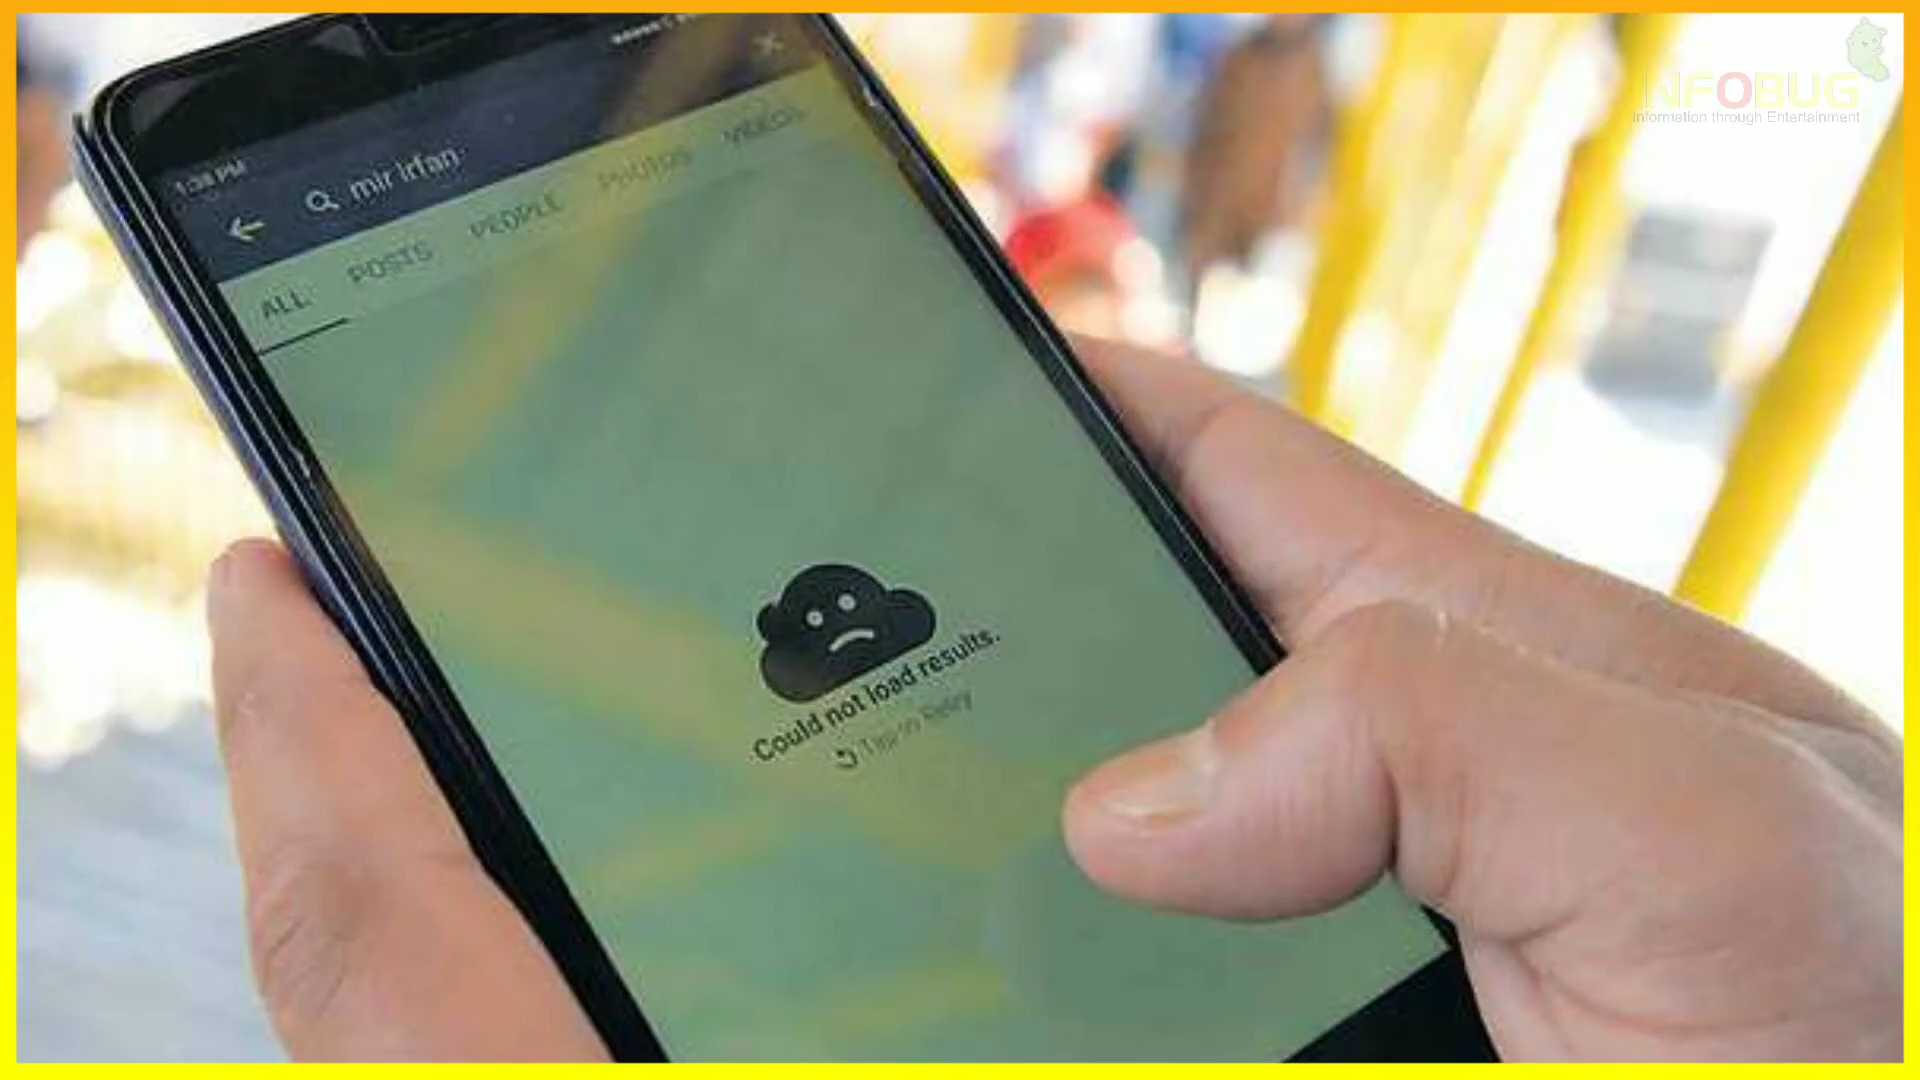 INFOBUG
Information through Entertainment
1:38 PM
mir irfan
ALL POSTS PEOPLE PHOTOS VIDEOS
Could not load results.
Tap to Retry